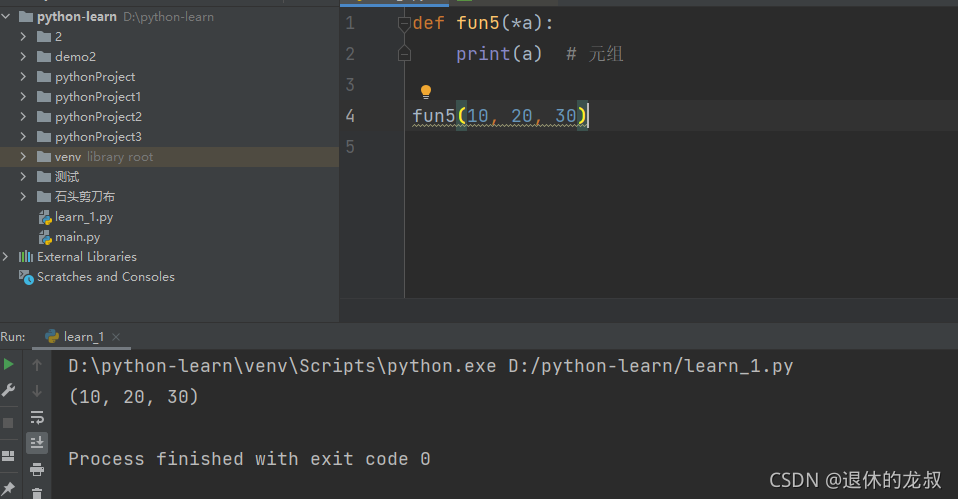 python-learn D:\python-learn
2
demo2
pythonProject
pythonProject1
pythonProject2
pythonProject3
venv library root
测试
石头剪刀布
learn_1.py
main.py
External Libraries
Scratches and Consoles
1 def fun5(*a):
2 print(a) # 元组
3
4 fun5(10, 20, 30)
5
Run: learn_1
D:\python-learn\venv\Scripts\python.exe D:/python-learn/learn_1.py
(10, 20, 30)
Process finished with exit code 0
CSDN @退休的龙叔